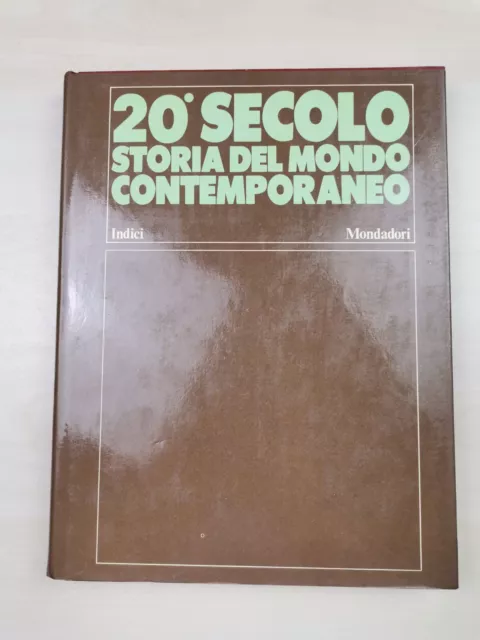 20° SECOLO
STORIA DEL MONDO
CONTEMPORANEO
Indici Mondadori